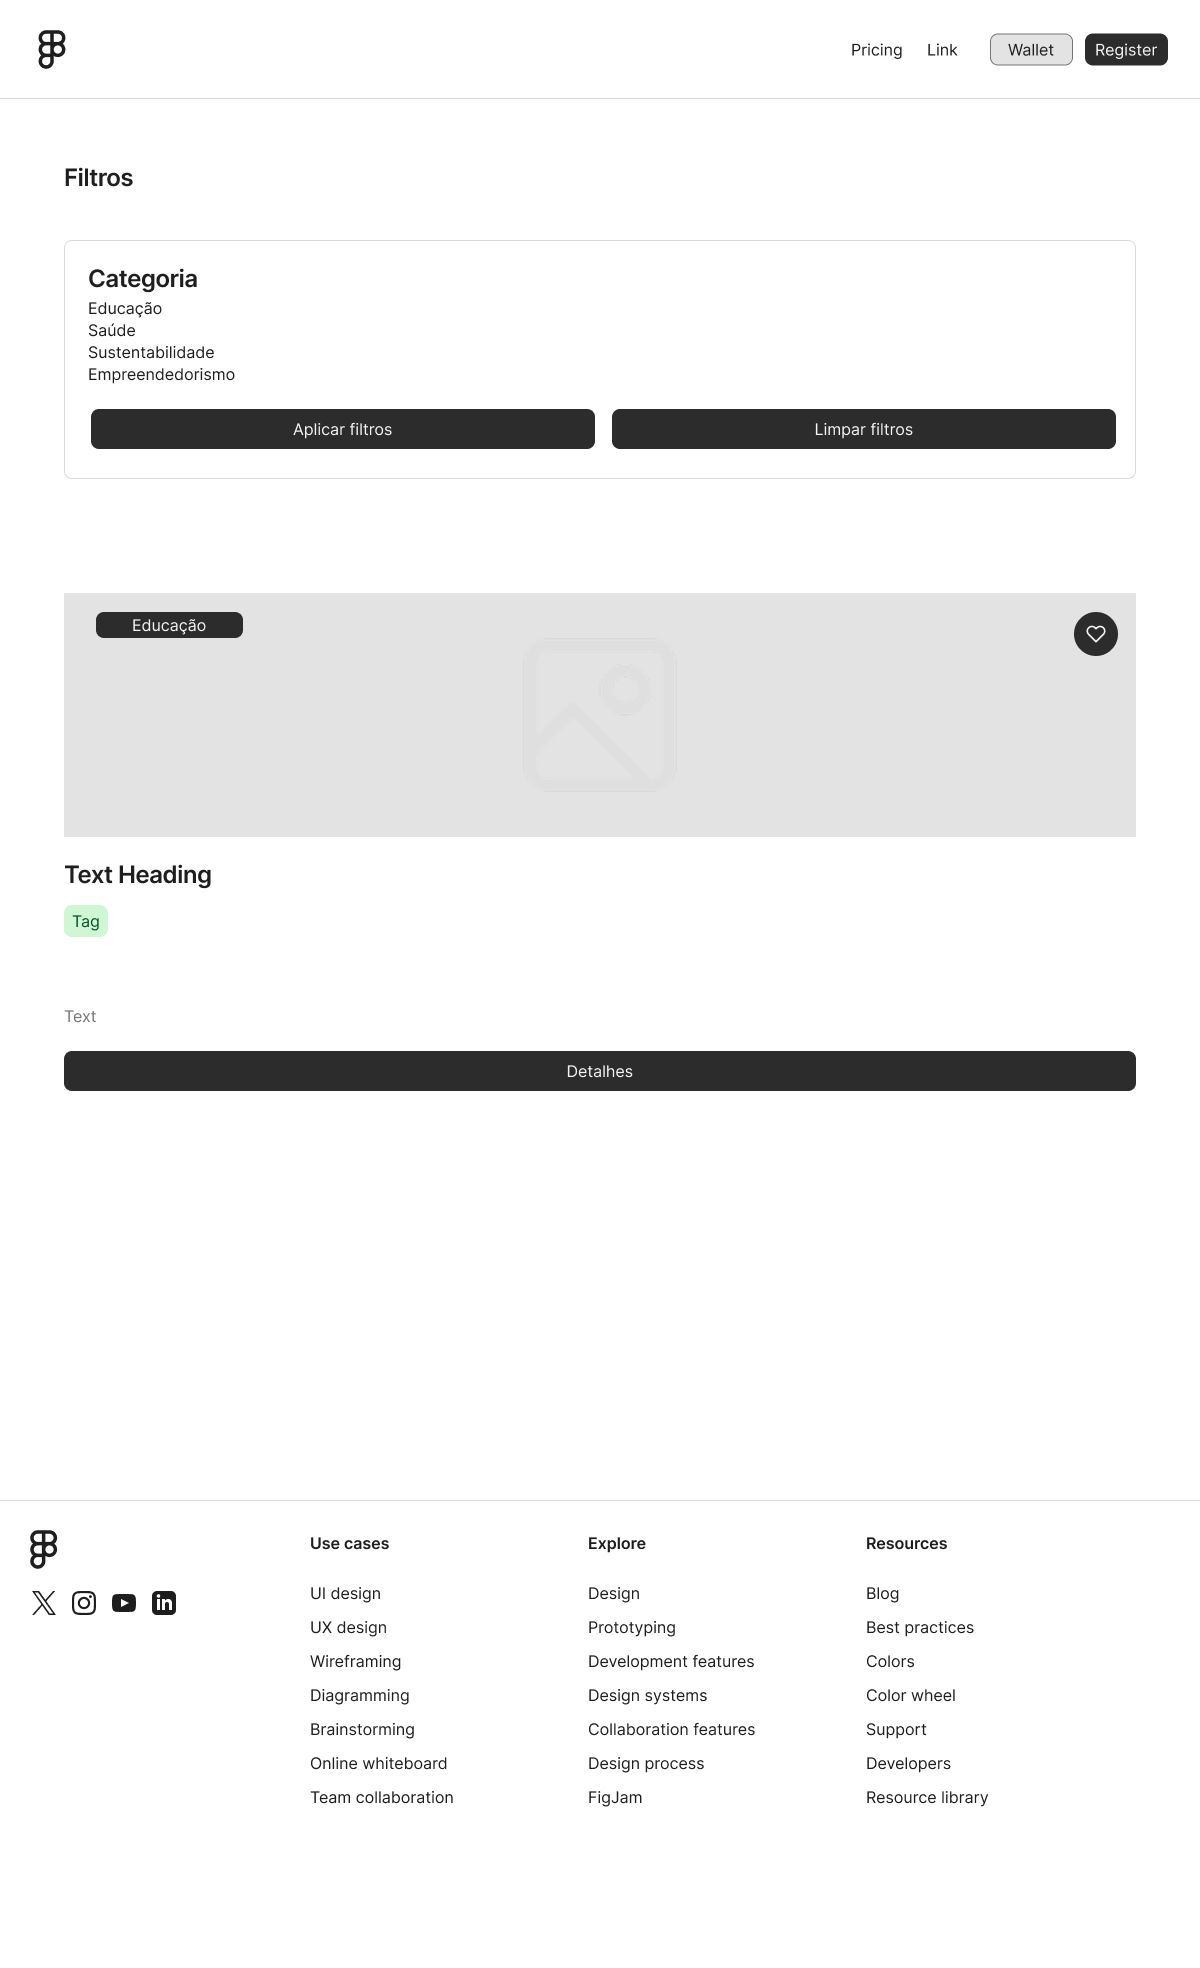 Pricing
Link
Wallet
Register
Filtros
Categoria
Educação
Saúde
Sustentabilidade
Empreendedorismo
Aplicar filtros
Limpar filtros
Educação
Text Heading
Tag
Text
Detalhes
Use cases
UI design
UX design
Wireframing
Diagramming
Brainstorming
Online whiteboard
Team collaboration
Explore
Design
Prototyping
Development features
Design systems
Collaboration features
Design process
FigJam
Resources
Blog
Best practices
Colors
Color wheel
Support
Developers
Resource library